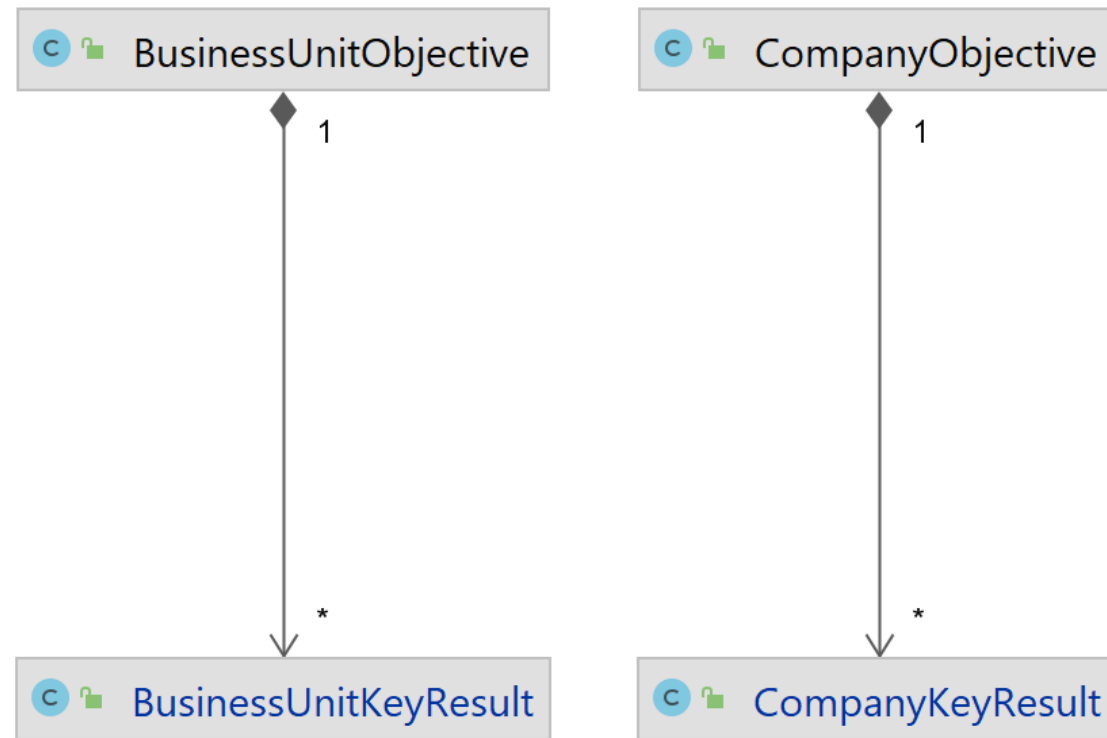 C BusinessUnitObjective
C CompanyObjective
1
1
*
*
C BusinessUnitKeyResult
C CompanyKeyResult